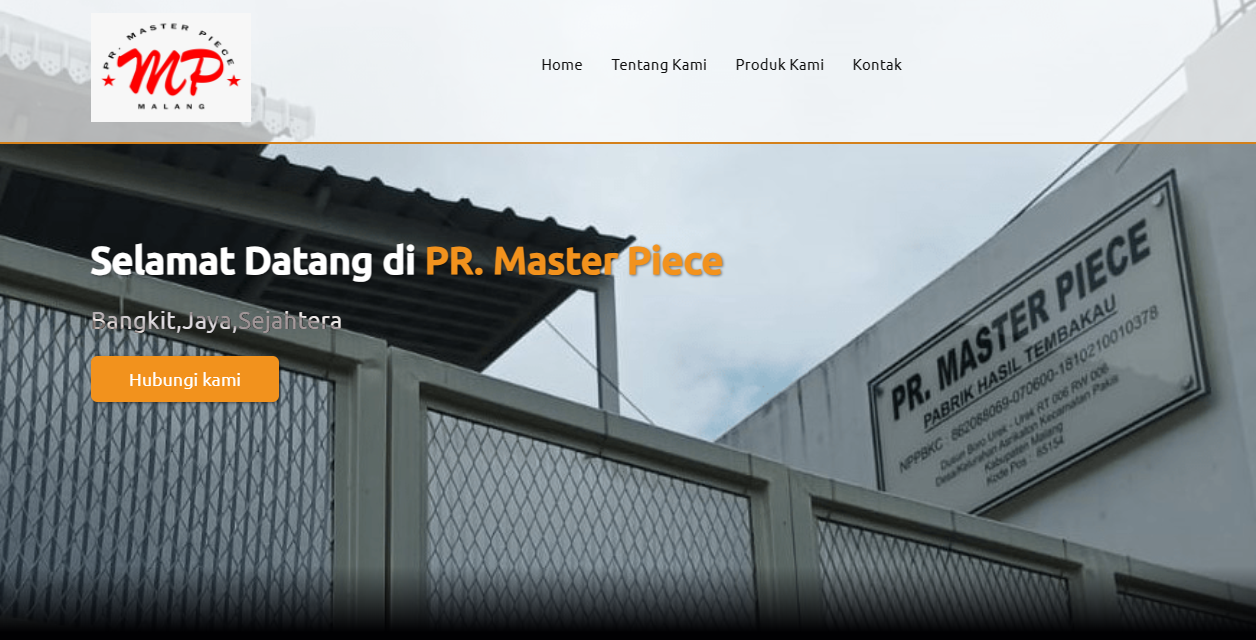 PR. MASTER PIECE
MP
MALANG
Home
Tentang Kami
Produk Kami
Kontak
Selamat Datang di PR. Master Piece
Bangkit,Jaya,Sejahtera
Hubungi kami
PR. MASTER PIECE
PABRIK HASIL TEMBAKAU
NPPBKC : 862088069-070600-1810210010378
Dusun Boro Urek - Urek RT 006 RW 006
Desa/Kelurahan Asrikaton Kecamatan Pakis
Kabupaten Malang
Kode Pos : 65154